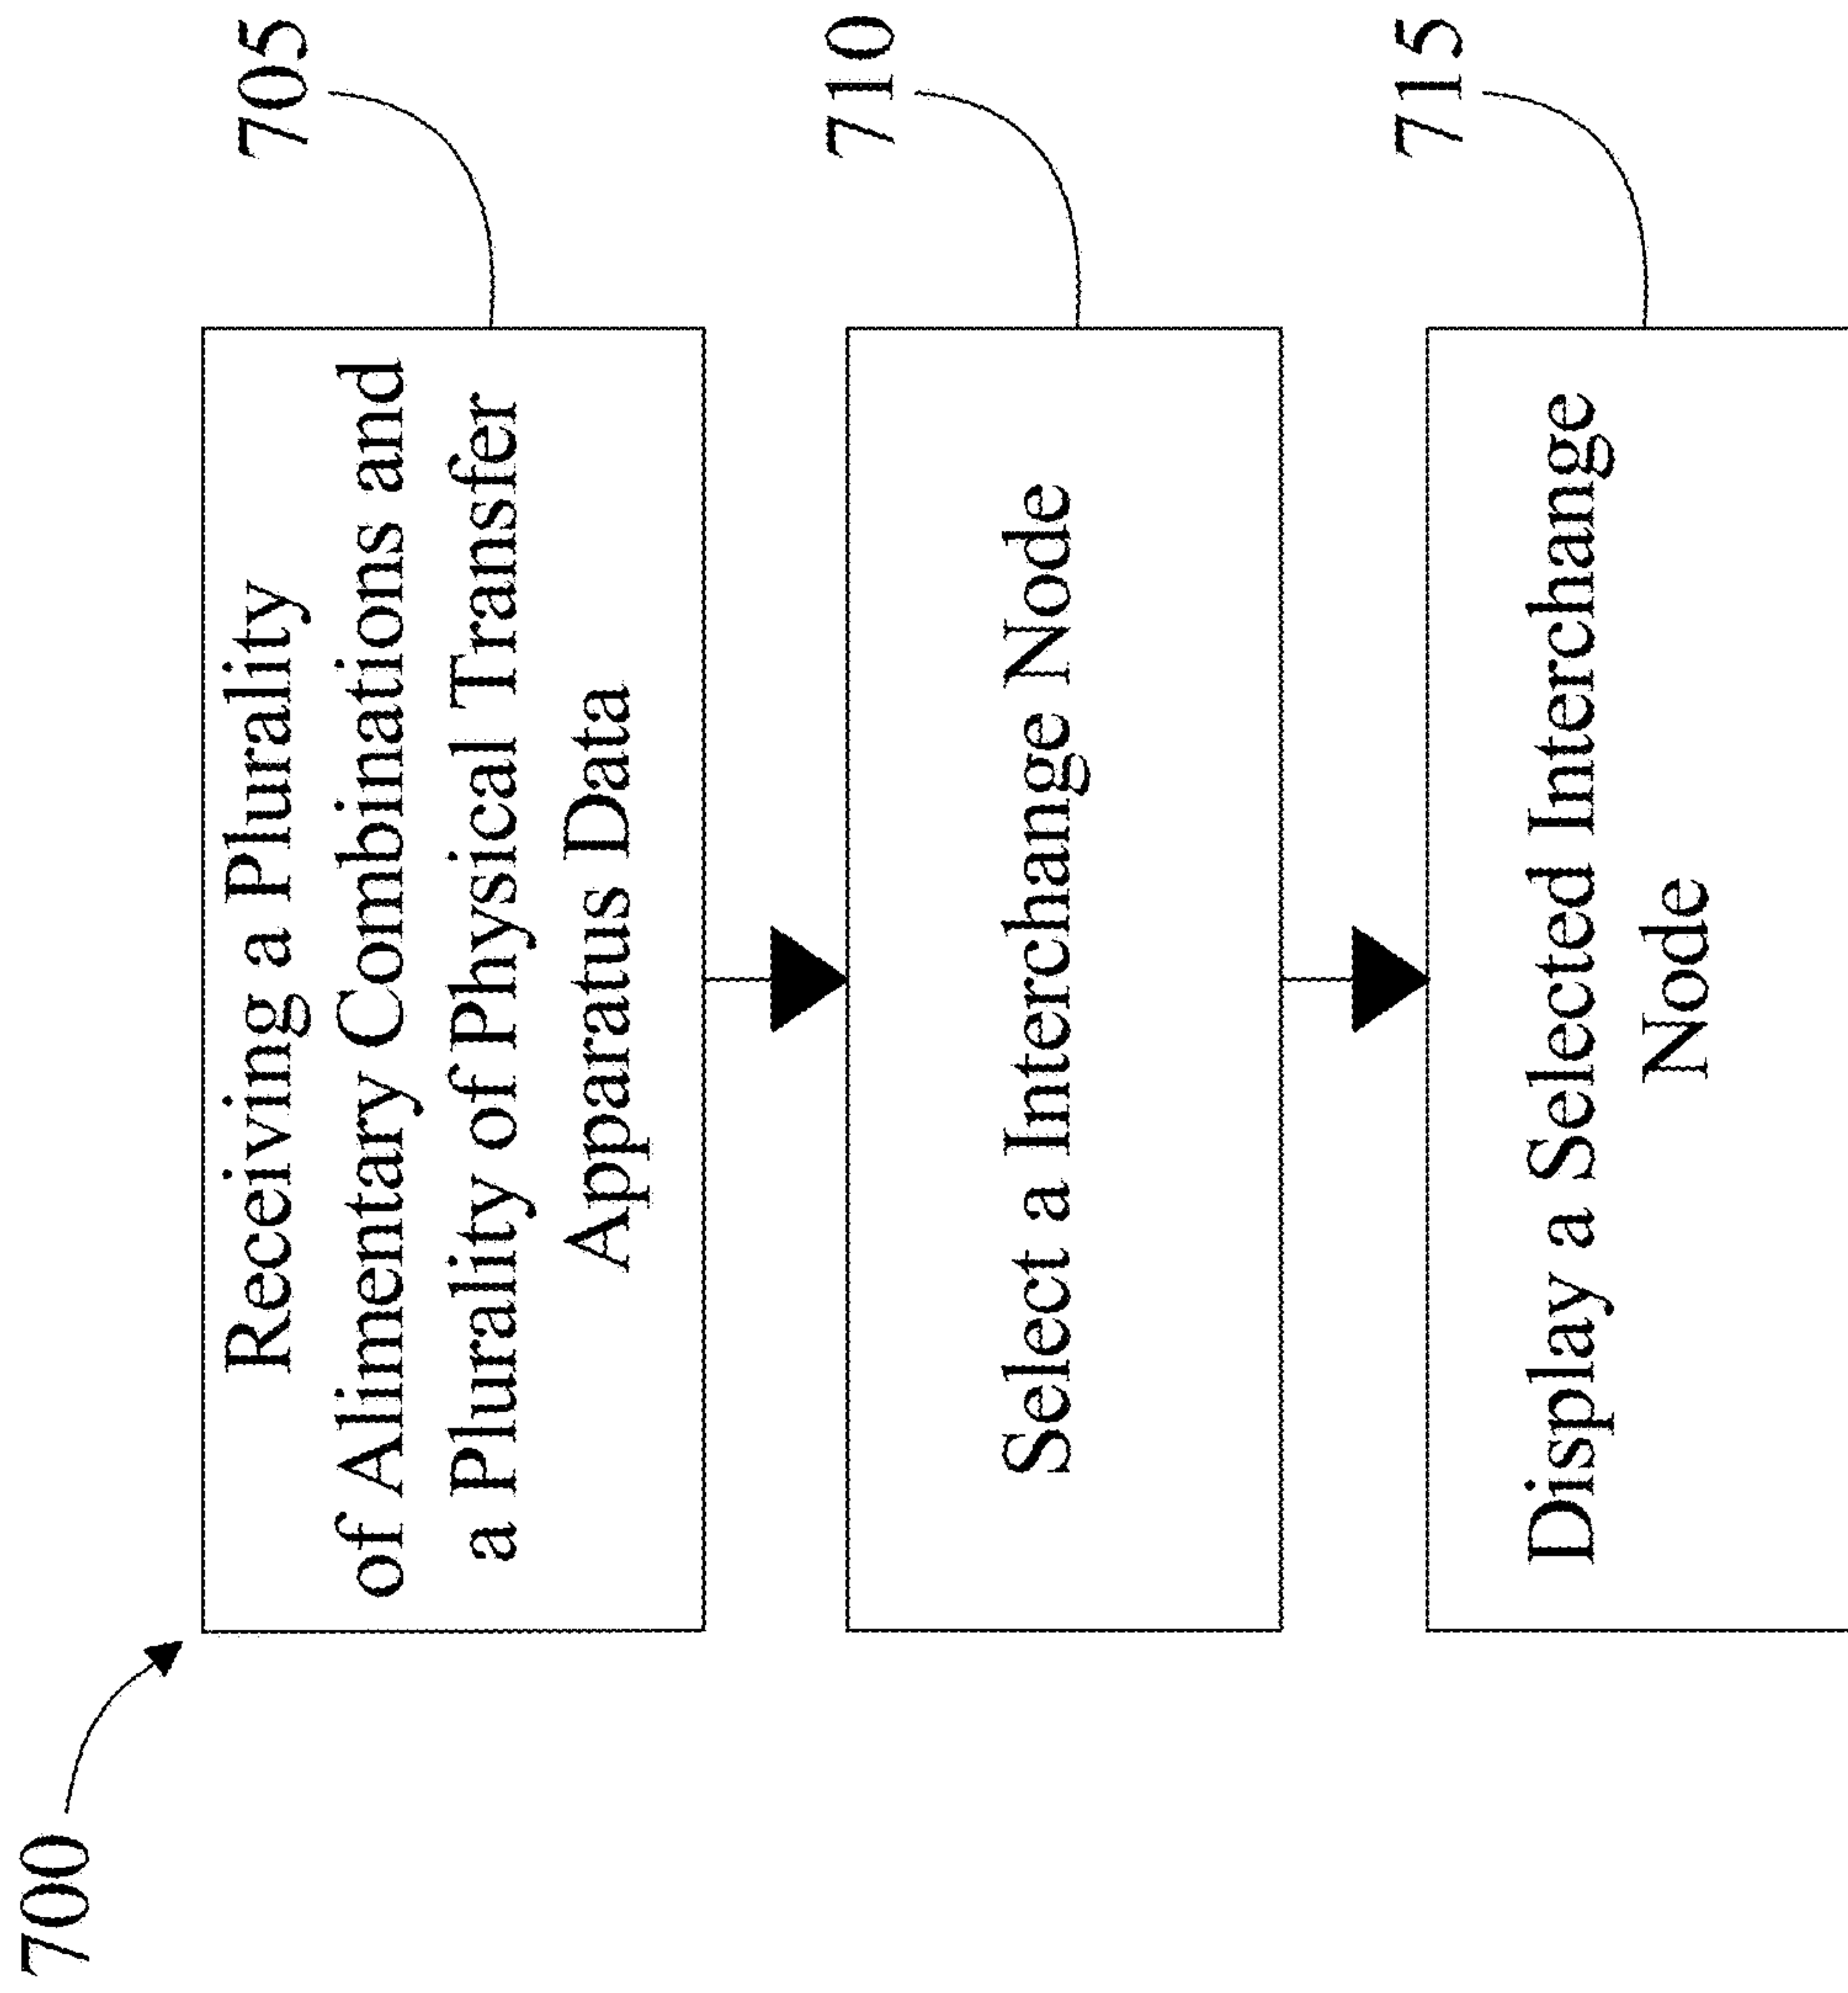 700
705
Receiving a Plurality
of Alimentary Combinations and
a Plurality of Physical Transfer
Apparatus Data
710
Select a Interchange Node
715
Display a Selected Interchange
Node